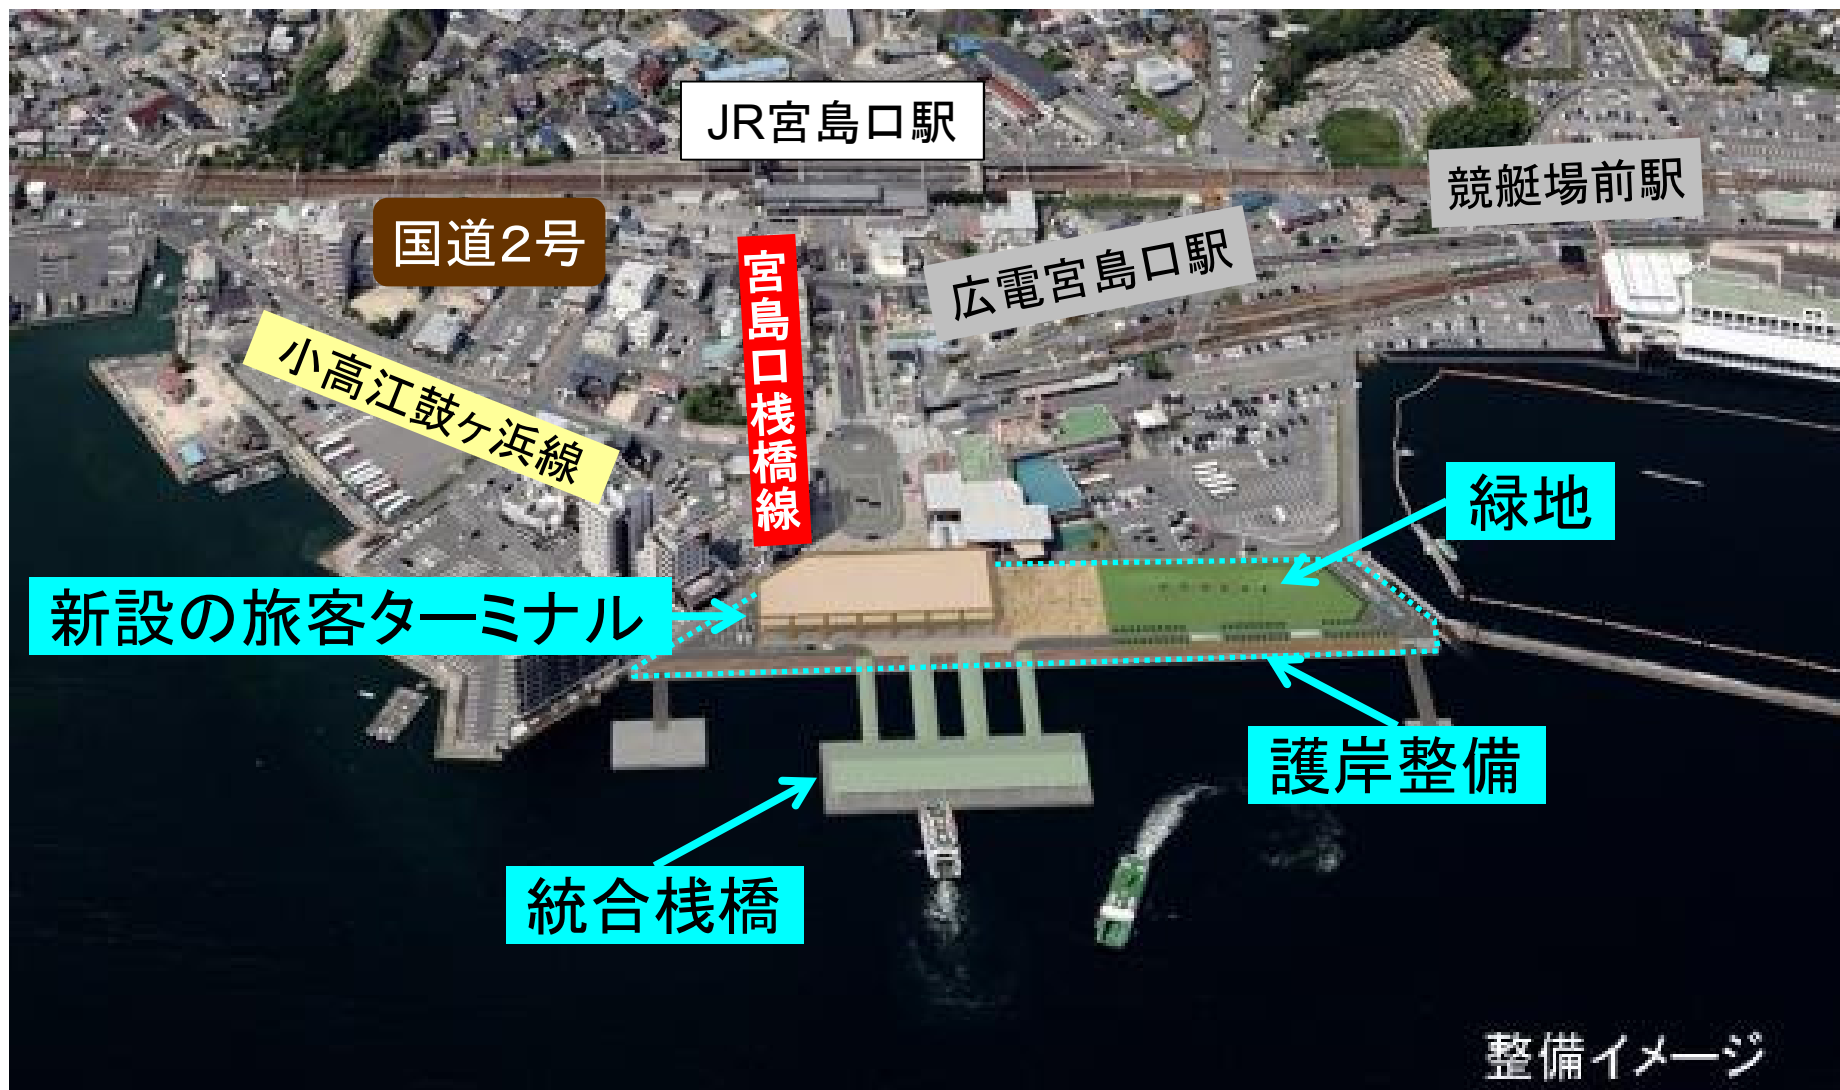 JR宮島口駅
競艇場前駅
国道2号
広電宮島口駅
宮島口桟橋線
小高江鼓ヶ浜線
緑地
新設の旅客ターミナル
護岸整備
統合桟橋
整備イメージ